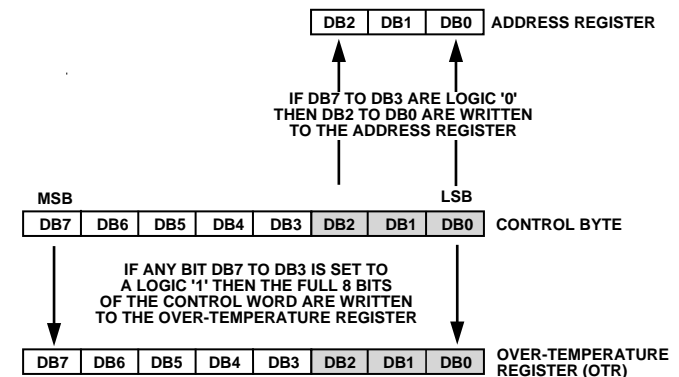 DB2 DB1 DB0 ADDRESS REGISTER
IF DB7 TO DB3 ARE LOGIC '0'
THEN DB2 TO DB0 ARE WRITTEN
TO THE ADDRESS REGISTER
MSB LSB
DB7 DB6 DB5 DB4 DB3 DB2 DB1 DB0 CONTROL BYTE
IF ANY BIT DB7 TO DB3 IS SET TO
A LOGIC '1' THEN THE FULL 8 BITS
OF THE CONTROL WORD ARE WRITTEN
TO THE OVER-TEMPERATURE REGISTER
DB7 DB6 DB5 DB4 DB3 DB2 DB1 DB0 OVER-TEMPERATURE
REGISTER (OTR)